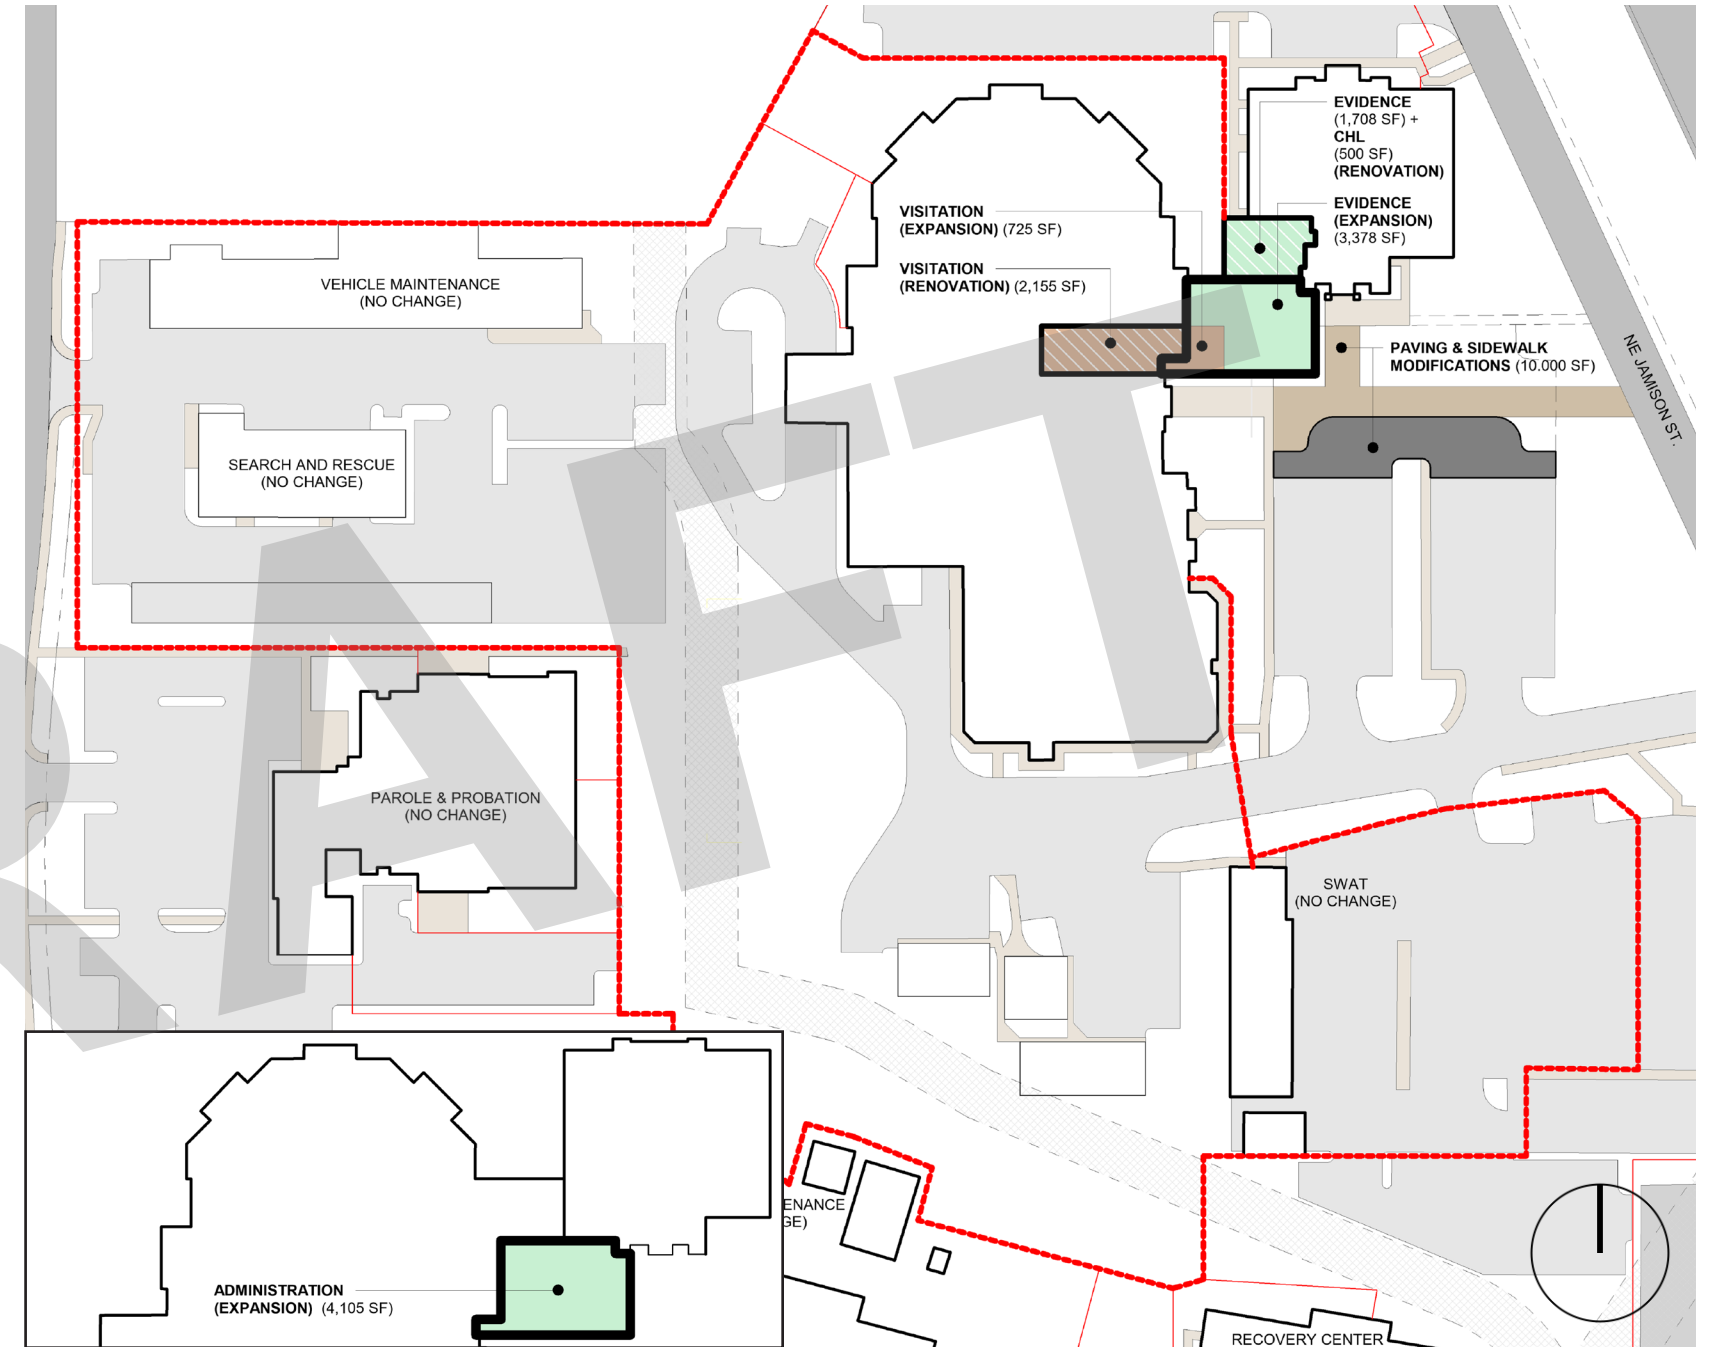 EVIDENCE
(1,708 SF) +
CHL
(500 SF)
(RENOVATION)
EVIDENCE
(EXPANSION)
(3,378 SF)
VISITATION
(EXPANSION) (725 SF)
VISITATION
(RENOVATION) (2,155 SF)
VEHICLE MAINTENANCE
(NO CHANGE)
PAVING & SIDEWALK
MODIFICATIONS (10.000 SF)
NE JAMISON ST.
SEARCH AND RESCUE
(NO CHANGE)
PAROLE & PROBATION
(NO CHANGE)
SWAT
(NO CHANGE)
ENANCE
GE)
ADMINISTRATION
(EXPANSION) (4,105 SF)
RECOVERY CENTER
RAFT